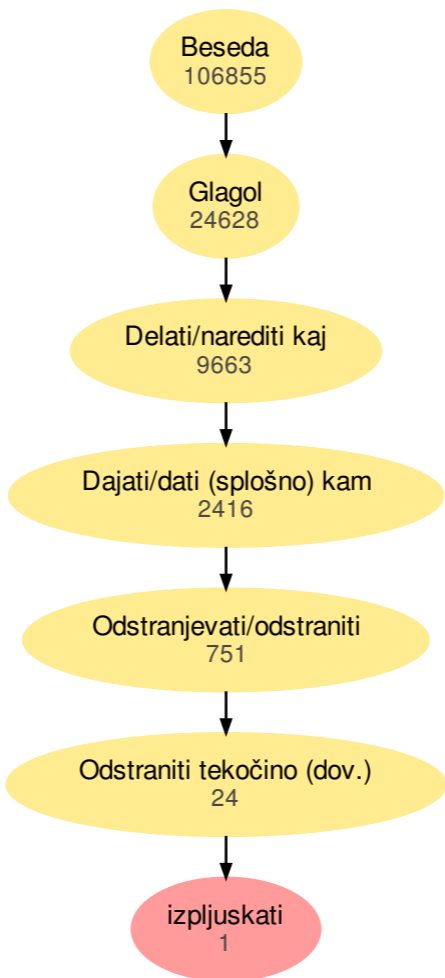 Beseda
106855
Glagol
24628
Delati/narediti kaj
9663
Dajati/dati (splošno) kam
2416
Odstranjevati/odstraniti
751
Odstraniti tekočino (dov.)
24
izpljuskati
1